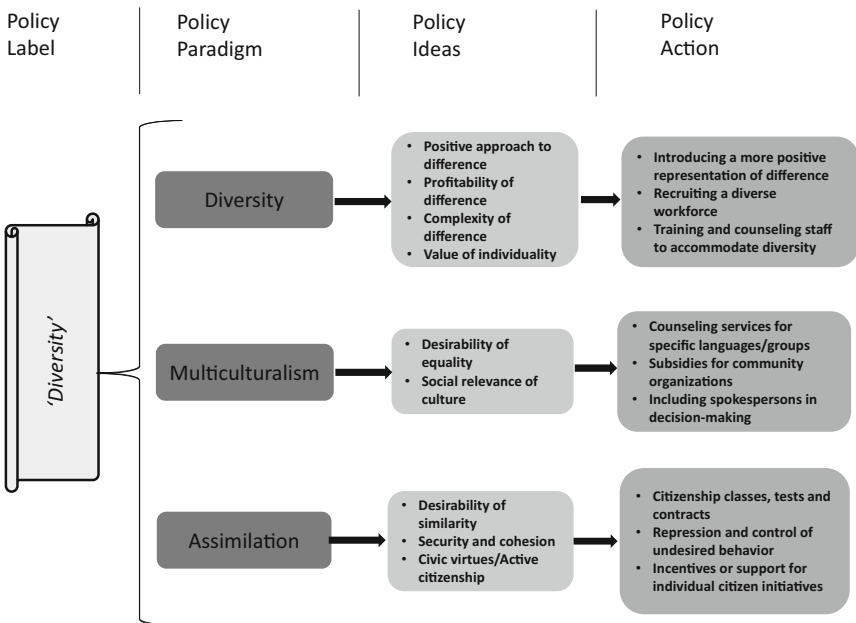 Policy
Label
Policy
Paradigm
Policy
Ideas
Policy
Action
'Diversity'
Diversity
• Positive approach to
difference
• Profitability of
difference
• Complexity of
difference
• Value of individuality
• Introducing a more positive
representation of difference
• Recruiting a diverse
workforce
• Training and counseling staff
to accommodate diversity
Multiculturalism
• Desirability of
equality
• Social relevance of
culture
• Counseling services for
specific languages/groups
• Subsidies for community
organizations
• Including spokespersons in
decision-making
Assimilation
• Desirability of
similarity
• Security and cohesion
• Civic virtues/Active
citizenship
• Citizenship classes, tests and
contracts
• Repression and control of
undesired behavior
• Incentives or support for
individual citizen initiatives